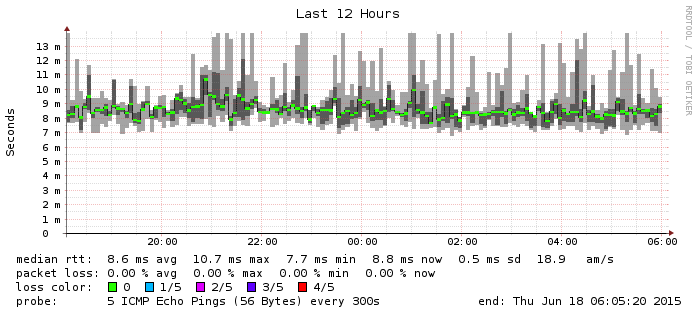 Last 12 Hours
RRDTOOL / TOBI OETIKER
Seconds
13 m
12 m
11 m
10 m
9 m
8 m
7 m
6 m
5 m
4 m
3 m
2 m
1 m
0
20:00 22:00 00:00 02:00 04:00 06:00
median rtt: 8.6 ms avg 10.7 ms max 7.7 ms min 8.8 ms now 0.5 ms sd 18.9 am/s
packet loss: 0.00 % avg 0.00 % max 0.00 % min 0.00 % now
loss color: 0 1/5 2/5 3/5 4/5
probe: 5 ICMP Echo Pings (56 Bytes) every 300s end: Thu Jun 18 06:05:20 2015